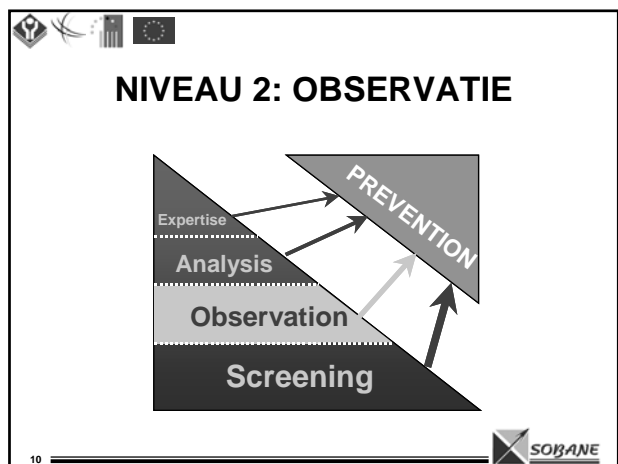 NIVEAU 2: OBSERVATIE
PREVENTION
Expertise
Analysis
Observation
Screening
10
SOBANE